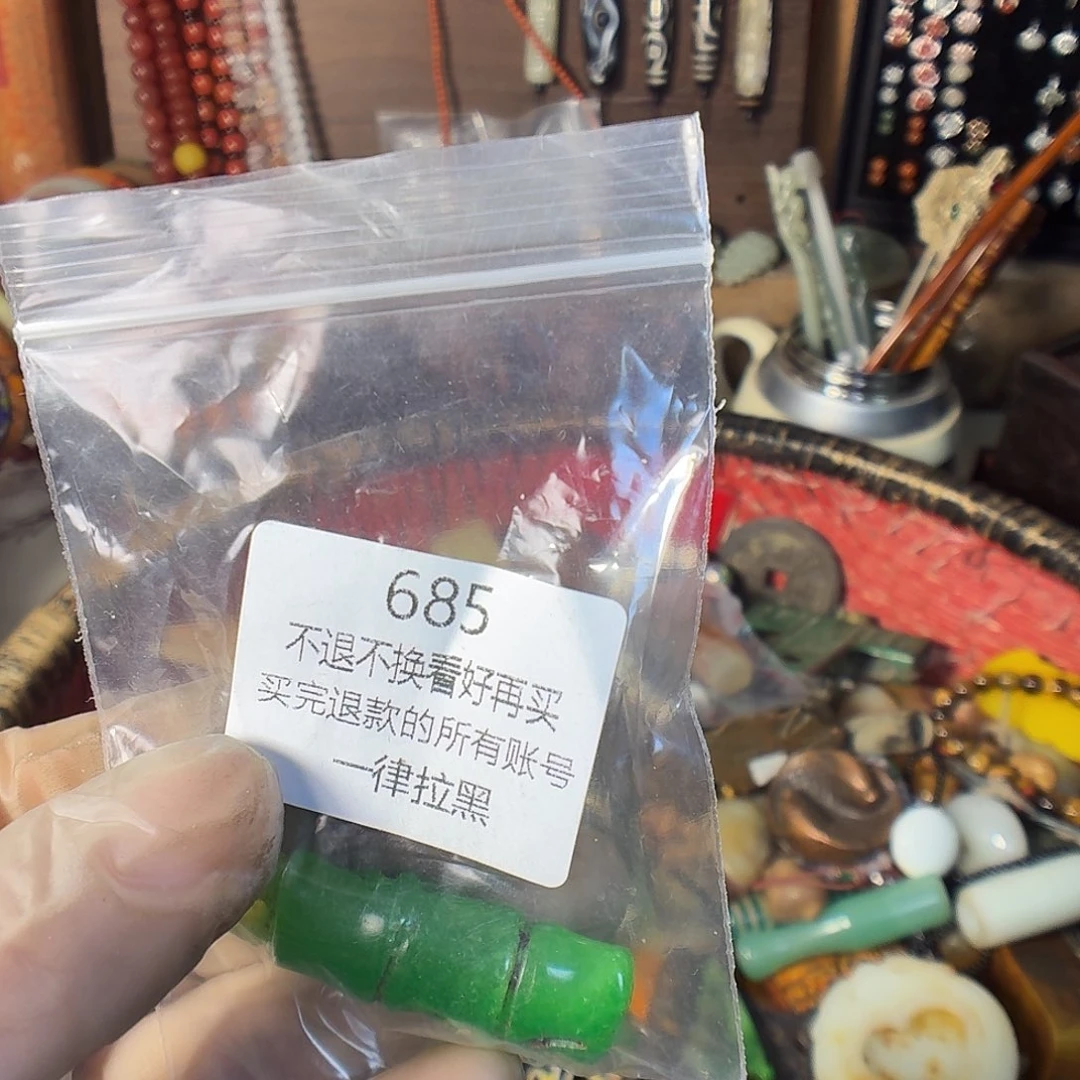 685
不退不换看好再买
买完退款的所有账号
一律拉黑